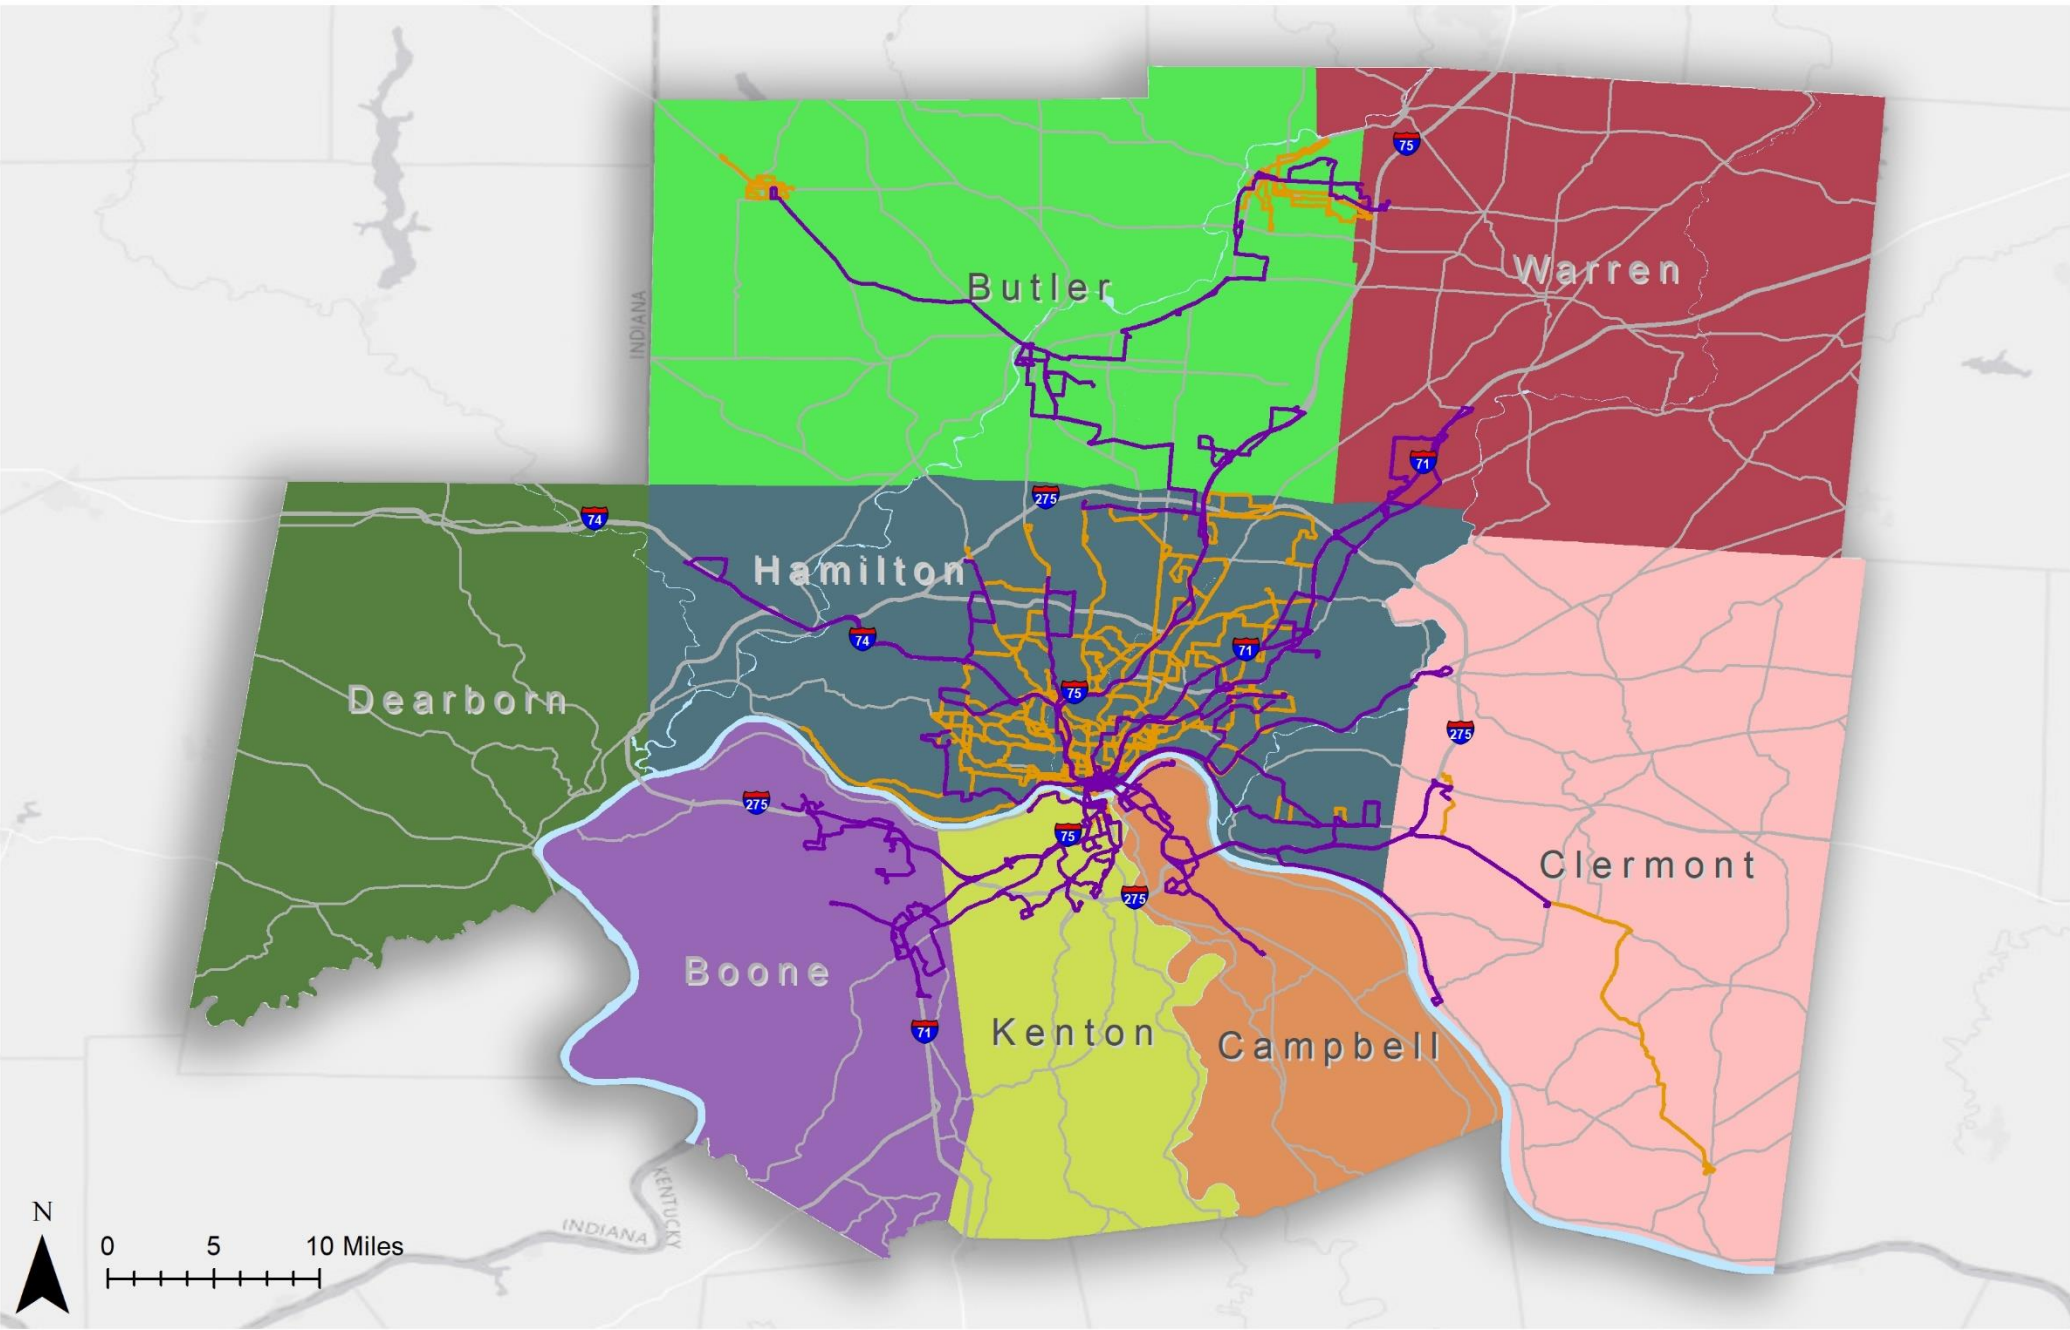 75
INDIANA
Butler
Warren
71
275
74
Hamilton
74
71
75
Dearborn
275
275
75
Clermont
275
Boone
71
Kenton
Campbell
KENTUCKY
INDIANA
N
0 5 10 Miles